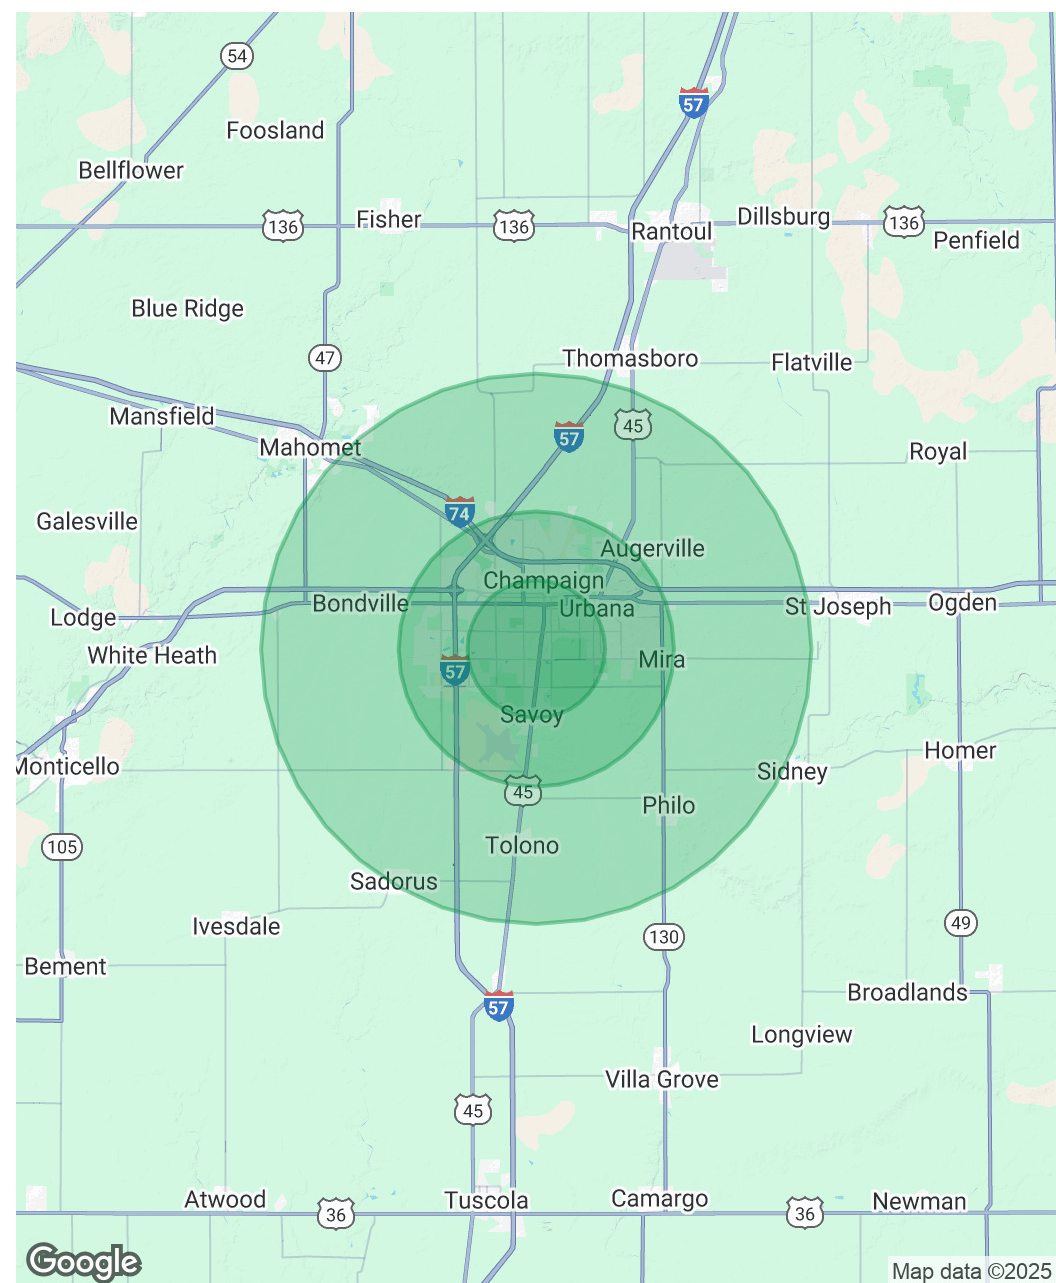 54
57
Foosland
Bellflower
136
Fisher
136
Rantoul
Dillsburg
136
Penfield
Blue Ridge
47
Thomasboro
Flatville
Mansfield
45
57
Mahomet
Royal
74
Galesville
Augerville
Champaign
Bondville
Urbana
St Joseph
Ogden
Lodge
White Heath
57
Mira
Savoy
Monticello
Sidney
Homer
45
Philo
105
Tolono
Sadorus
Ivesdale
130
49
Bement
Broadlands
57
Longview
Villa Grove
45
Atwood
Tuscola
Camargo
Newman
36
36
Google
Map data ©2025